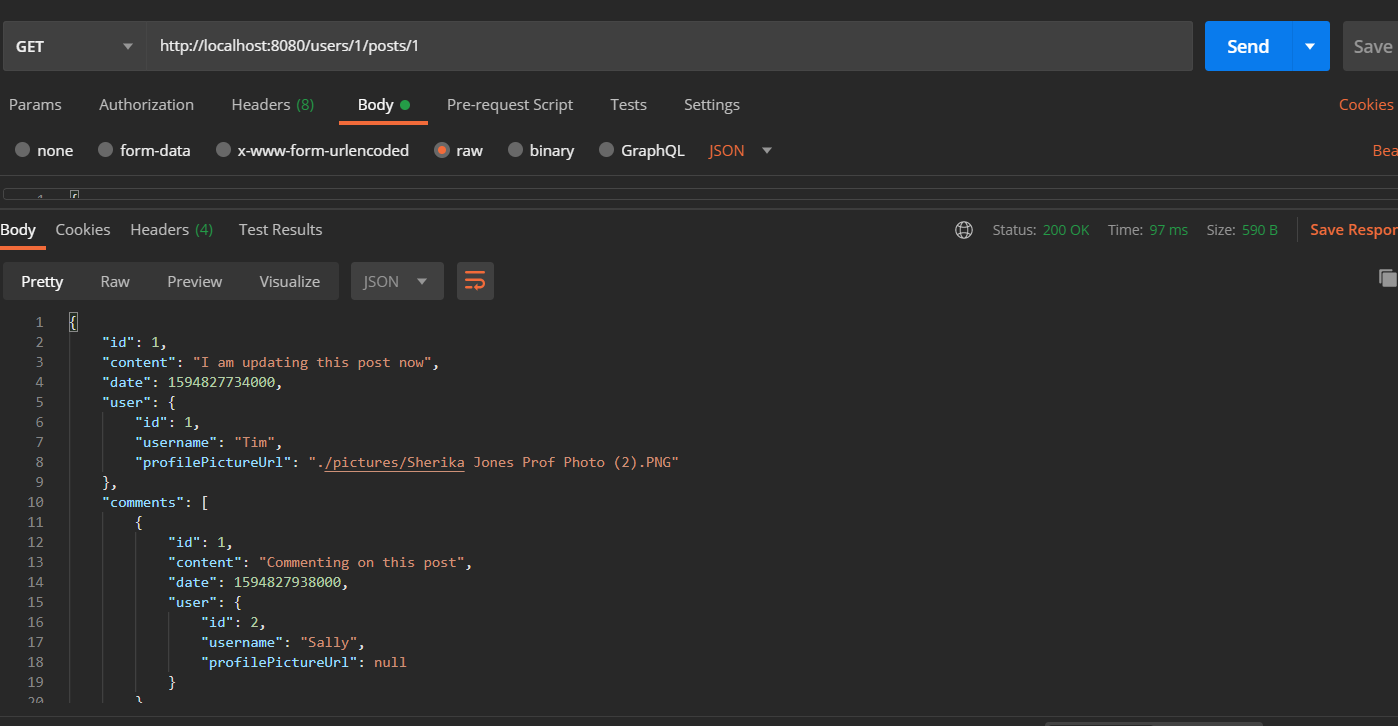 GET http://localhost:8080/users/1/posts/1 Send Save
Params Authorization Headers (8) Body Pre-request Script Tests Settings Cookies
none form-data x-www-form-urlencoded raw binary GraphQL JSON Bea
Body Cookies Headers (4) Test Results Status: 200 OK Time: 97 ms Size: 590 B Save Respor
Pretty Raw Preview Visualize JSON
1 {
2 "id": 1,
3 "content": "I am updating this post now",
4 "date": 1594827734000,
5 "user": {
6 "id": 1,
7 "username": "Tim",
8 "profilePictureUrl": "./pictures/Sherika Jones Prof Photo (2).PNG"
9 },
10 "comments": [
11 {
12 "id": 1,
13 "content": "Commenting on this post",
14 "date": 1594827938000,
15 "user": {
16 "id": 2,
17 "username": "Sally",
18 "profilePictureUrl": null
19 }
20 }